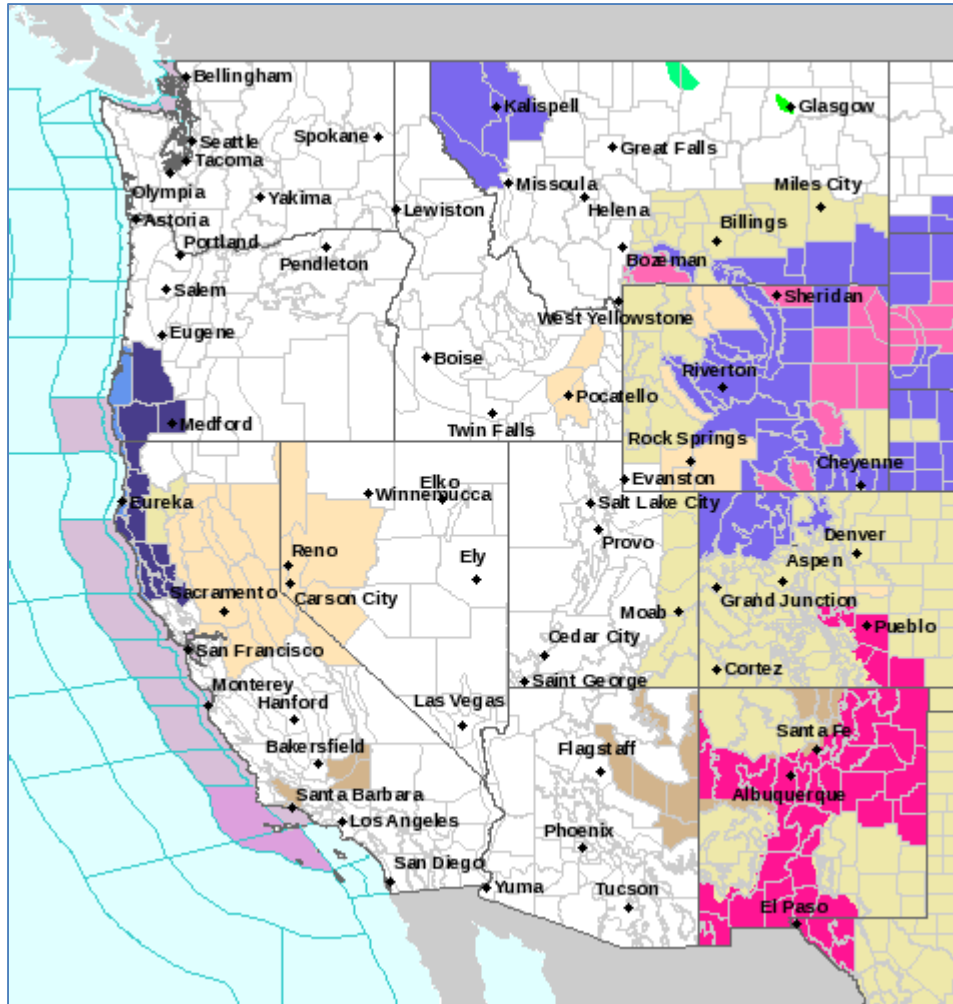 Bellingham
Seattle
Spokane
Tacoma
Olympia
Yakima
Astoria
Portland
Lewiston
Pendleton
Salem
Eugene
Medford
Kalispell
Glasgow
Great Falls
Missoula
Helena
Miles City
Billings
Bozeman
West Yellowstone
Sheridan
Boise
Pocatello
Twin Falls
Riverton
Rock Springs
Evanston
Cheyenne
Eureka
Elko
Winnemucca
Salt Lake City
Provo
Reno
Carson City
Sacramento
Ely
Denver
Aspen
Grand Junction
Moab
Pueblo
Cedar City
Saint George
Cortez
San Francisco
Monterey
Hanford
Las Vegas
Bakersfield
Flagstaff
Santa Fe
Albuquerque
Santa Barbara
Los Angeles
Phoenix
San Diego
Yuma
Tucson
El Paso